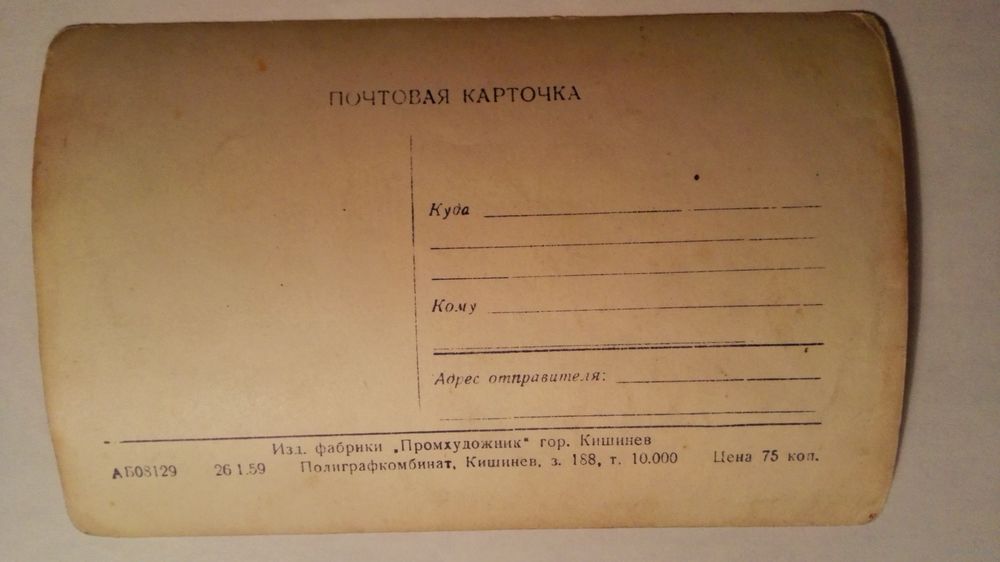 ПОЧТОВАЯ КАРТОЧКА
Куда
Кому
Адрес отправителя:
Изд. фабрики „Промхудожник“ гор. Кишинев
АБ08129 26 1.59 Полиграфкомбинат, Кишинев, з. 188, т. 10.000 Цена 75 коп.